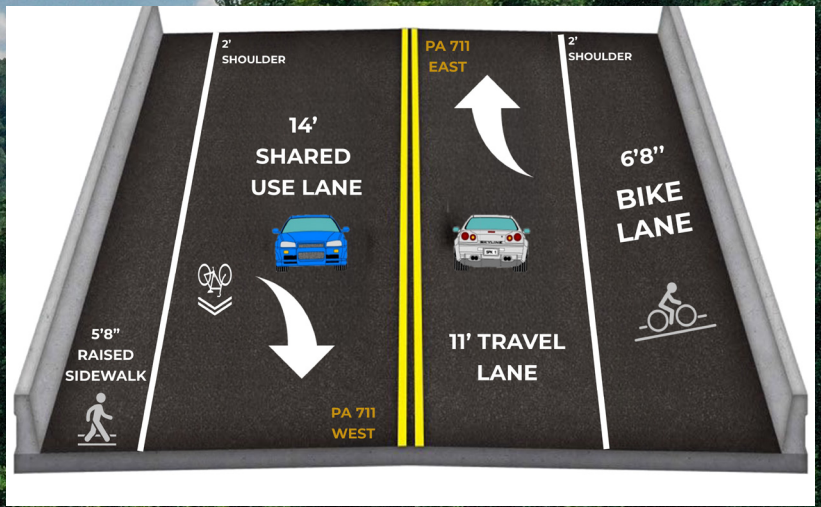 2'
SHOULDER
14'
SHARED
USE LANE
5'8"
RAISED
SIDEWALK
PA 711
WEST
PA 711
EAST
2'
SHOULDER
6'8''
BIKE
LANE
SKYLINE
11' TRAVEL
LANE